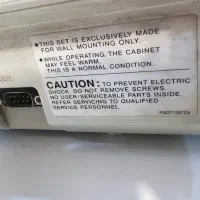 •THIS SET IS EXCLUSIVELY MADE
FOR WALL MOUNTING ONLY.
•WHILE OPERATING, THE CABINET
MAY FEEL WARM.
THIS IS A NORMAL CONDITION.
CAUTION: TO PREVENT ELECTRIC
SHOCK, DO NOT REMOVE SCREWS.
NO USER-SERVICEABLE PARTS INSIDE.
REFER SERVICING TO QUALIFIED
SERVICE PERSONNEL.